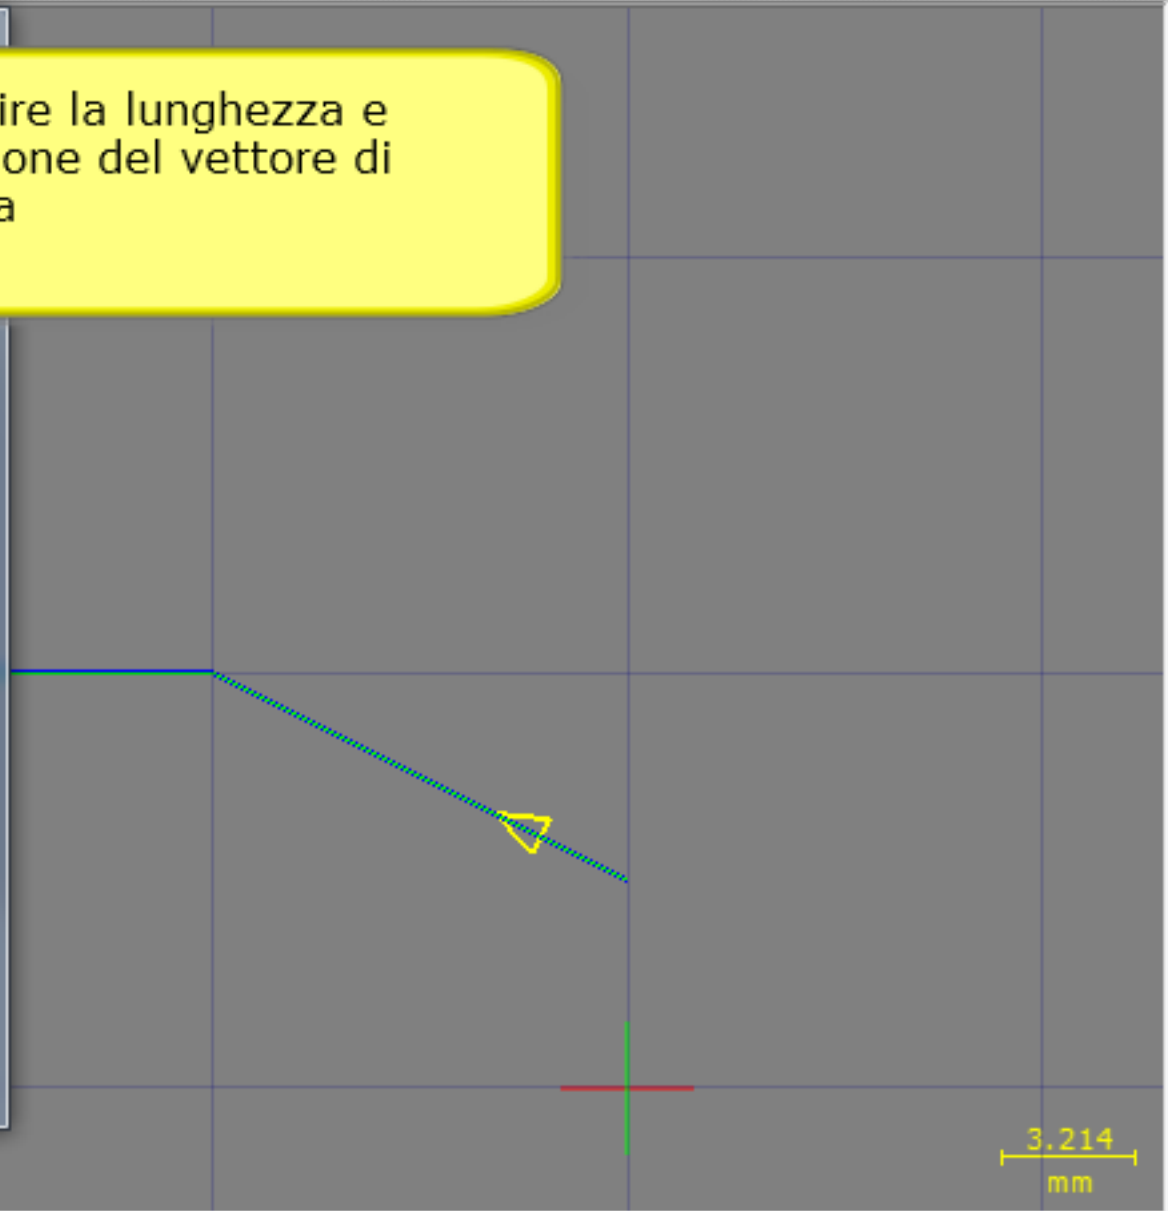 ire la lunghezza e
one del vettore di
a
3.214
mm